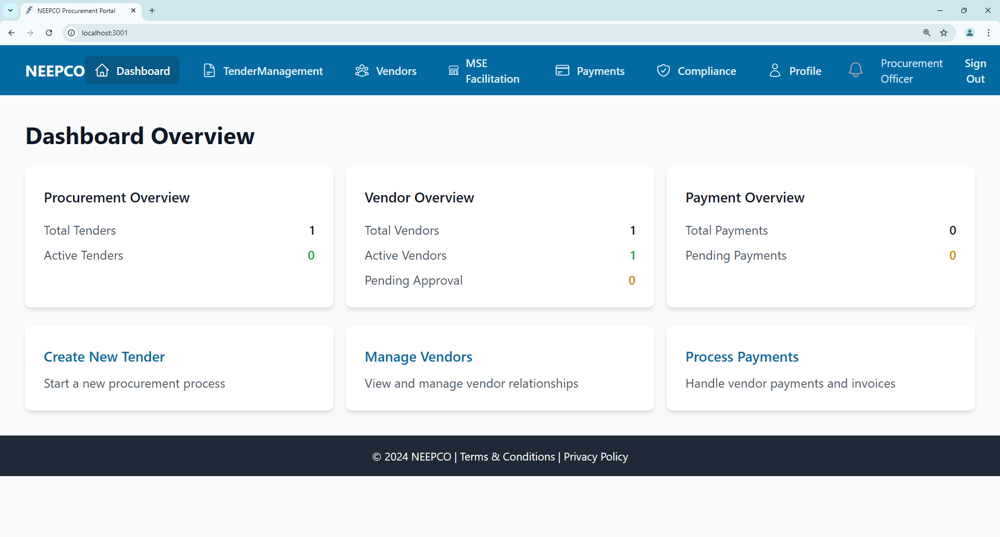 NEEPCO Procurement Portal
localhost:3001
NEEPCO
Dashboard
TenderManagement
Vendors
MSE
Facilitation
Payments
Compliance
Profile
Procurement
Officer
Sign
Out
Dashboard Overview
Procurement Overview
Total Tenders 1
Active Tenders 0
Vendor Overview
Total Vendors 1
Active Vendors 1
Pending Approval 0
Payment Overview
Total Payments 0
Pending Payments 0
Create New Tender
Start a new procurement process
Manage Vendors
View and manage vendor relationships
Process Payments
Handle vendor payments and invoices
© 2024 NEEPCO | Terms & Conditions | Privacy Policy